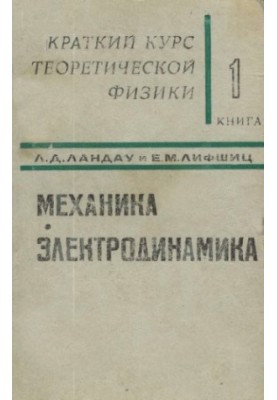 КРАТКИЙ КУРС
ТЕОРЕТИЧЕСКОЙ
ФИЗИКИ
1
КНИГА
Л.Д.ЛАНДАУ и Е.М.ЛИФШИЦ
МЕХАНИКА
•
ЭЛЕКТРОДИНАМИКА